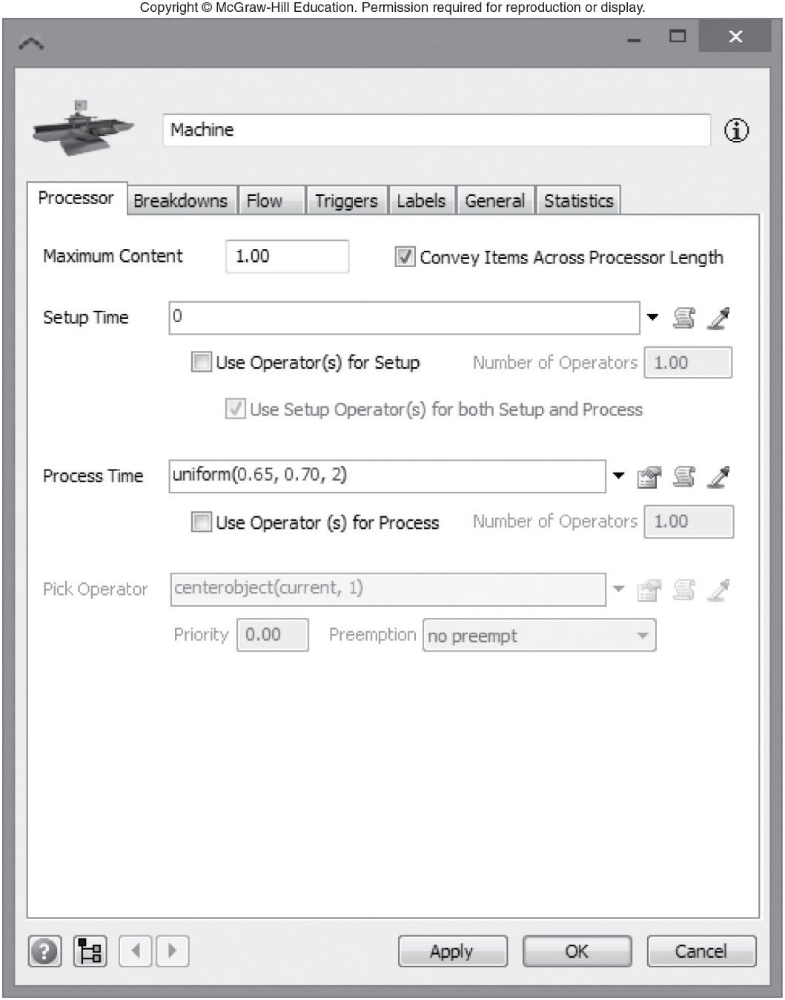 Copyright © McGraw-Hill Education. Permission required for reproduction or display.
Machine
Processor Breakdowns Flow Triggers Labels General Statistics
Maximum Content 1.00 Convey Items Across Processor Length
Setup Time 0
Use Operator(s) for Setup Number of Operators 1.00
Use Setup Operator(s) for both Setup and Process
Process Time uniform(0.65, 0.70, 2)
Use Operator (s) for Process Number of Operators 1.00
Pick Operator centerobject(current, 1)
Priority 0.00 Preemption no preempt
? Apply OK Cancel